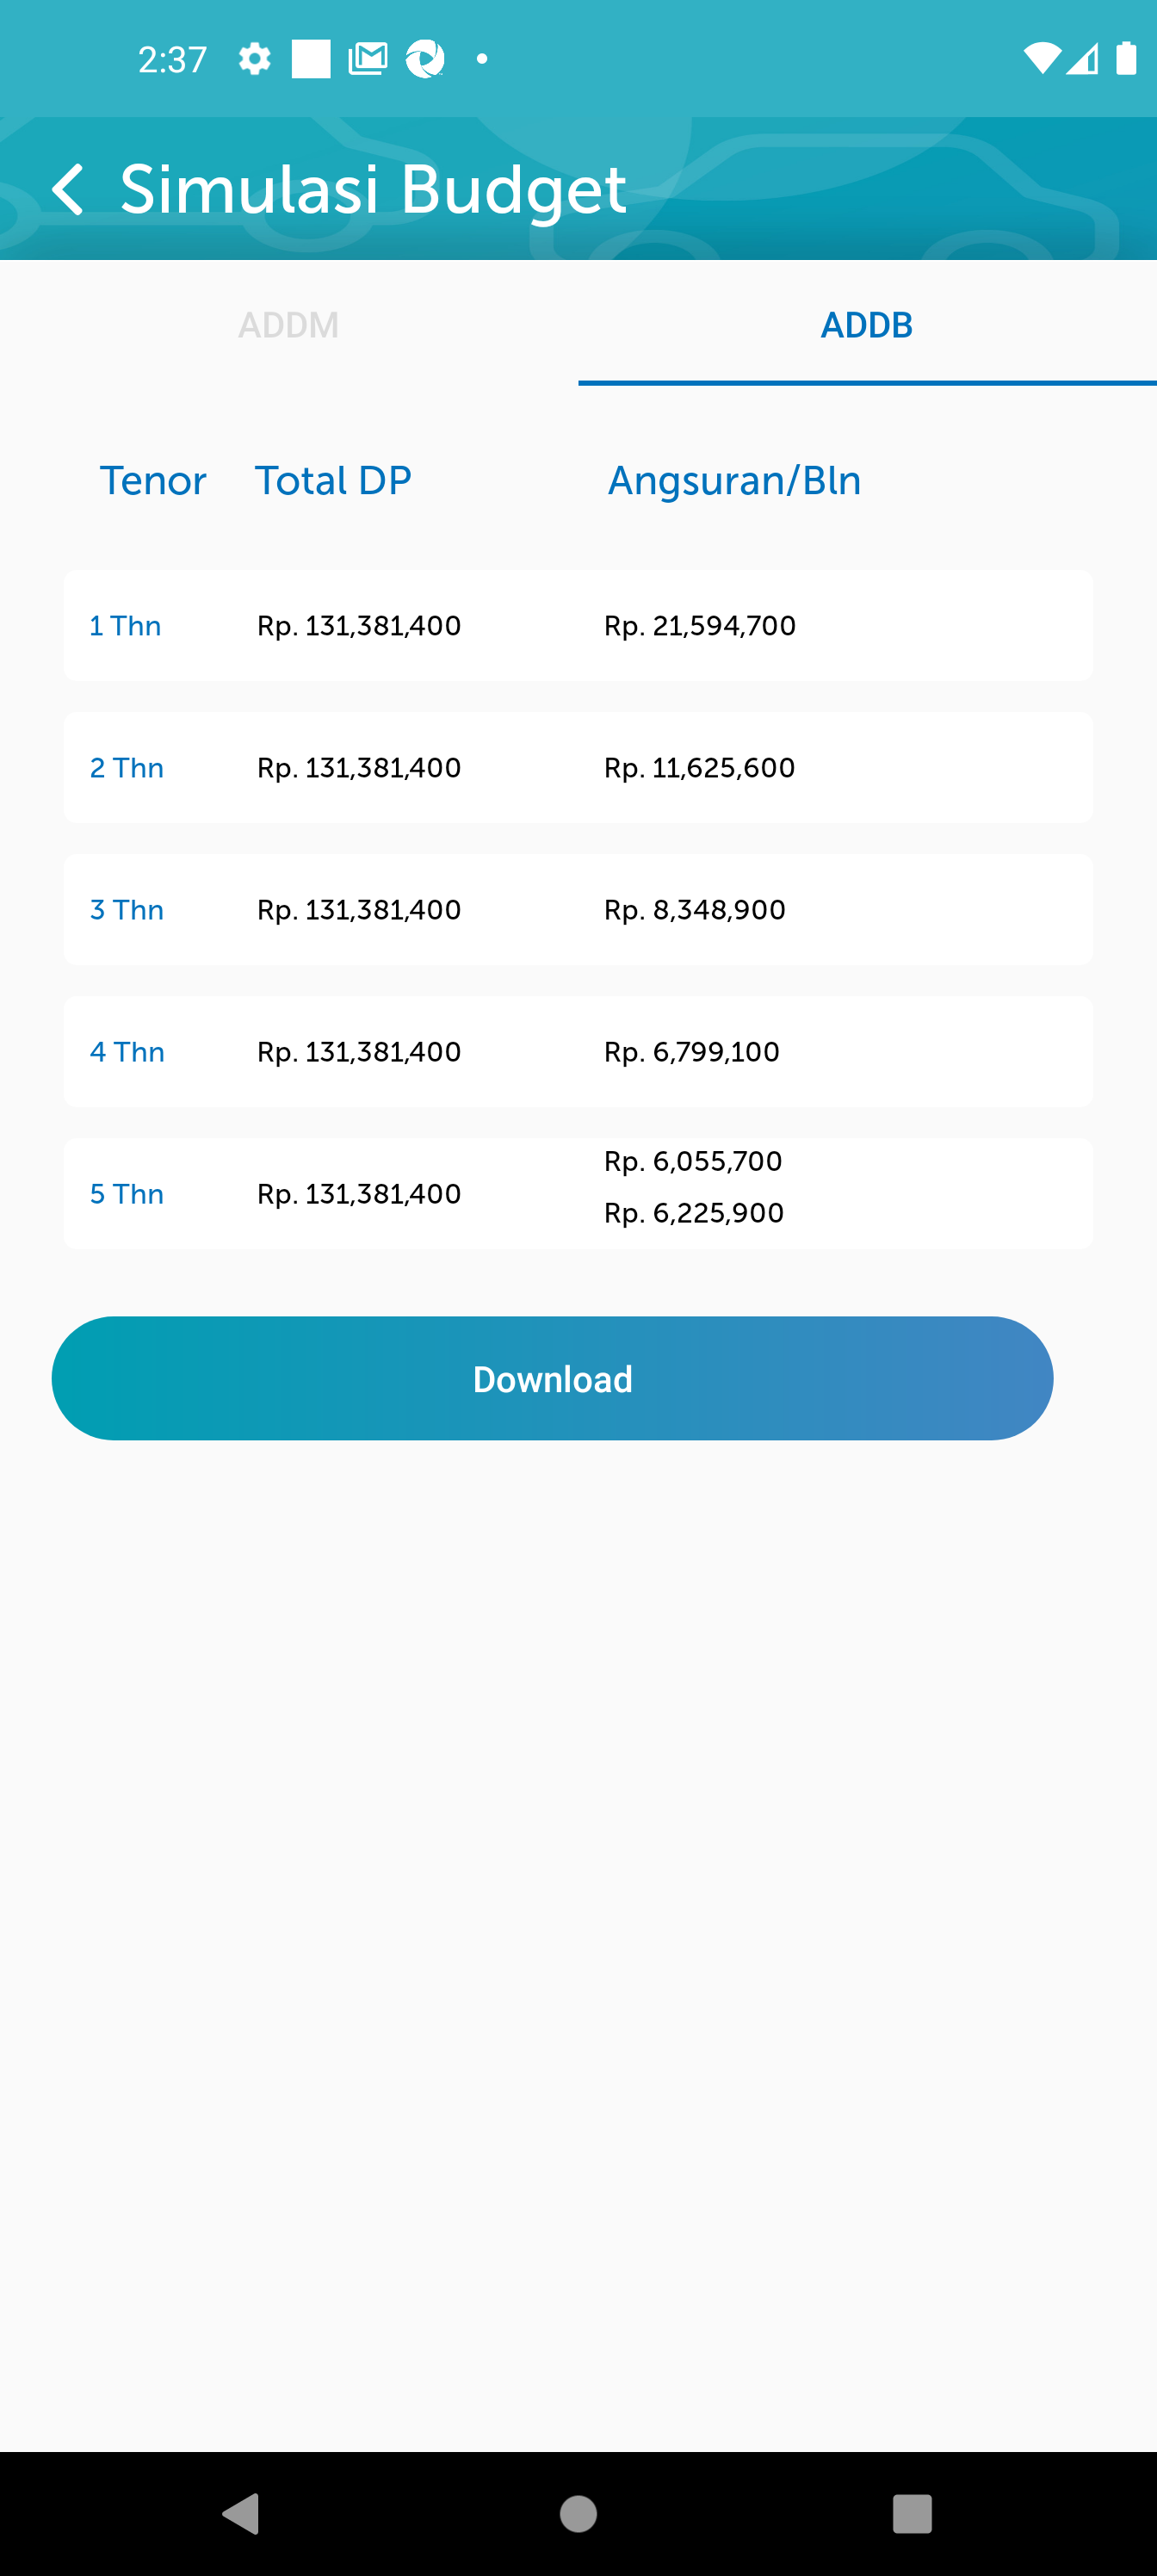 2:37
Simulasi Budget
ADDM ADDB
Tenor Total DP Angsuran/Bln
1 Thn Rp. 131,381,400 Rp. 21,594,700
2 Thn Rp. 131,381,400 Rp. 11,625,600
3 Thn Rp. 131,381,400 Rp. 8,348,900
4 Thn Rp. 131,381,400 Rp. 6,799,100
5 Thn Rp. 131,381,400 Rp. 6,055,700
Rp. 6,225,900
Download